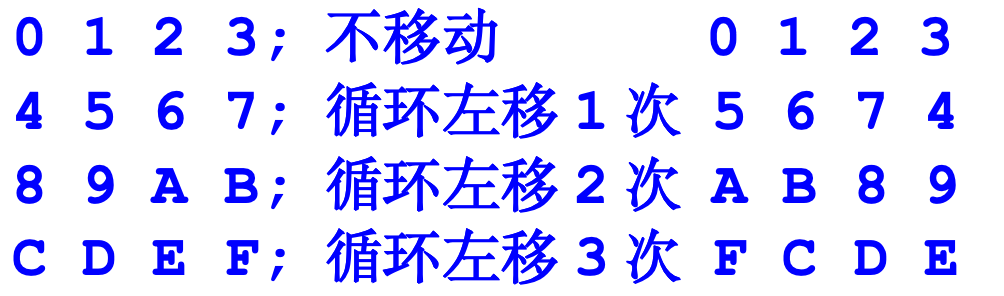 0 1 2 3; 不移动 0 1 2 3
4 5 6 7; 循环左移1次 5 6 7 4
8 9 A B; 循环左移2次 A B 8 9
C D E F; 循环左移3次 F C D E